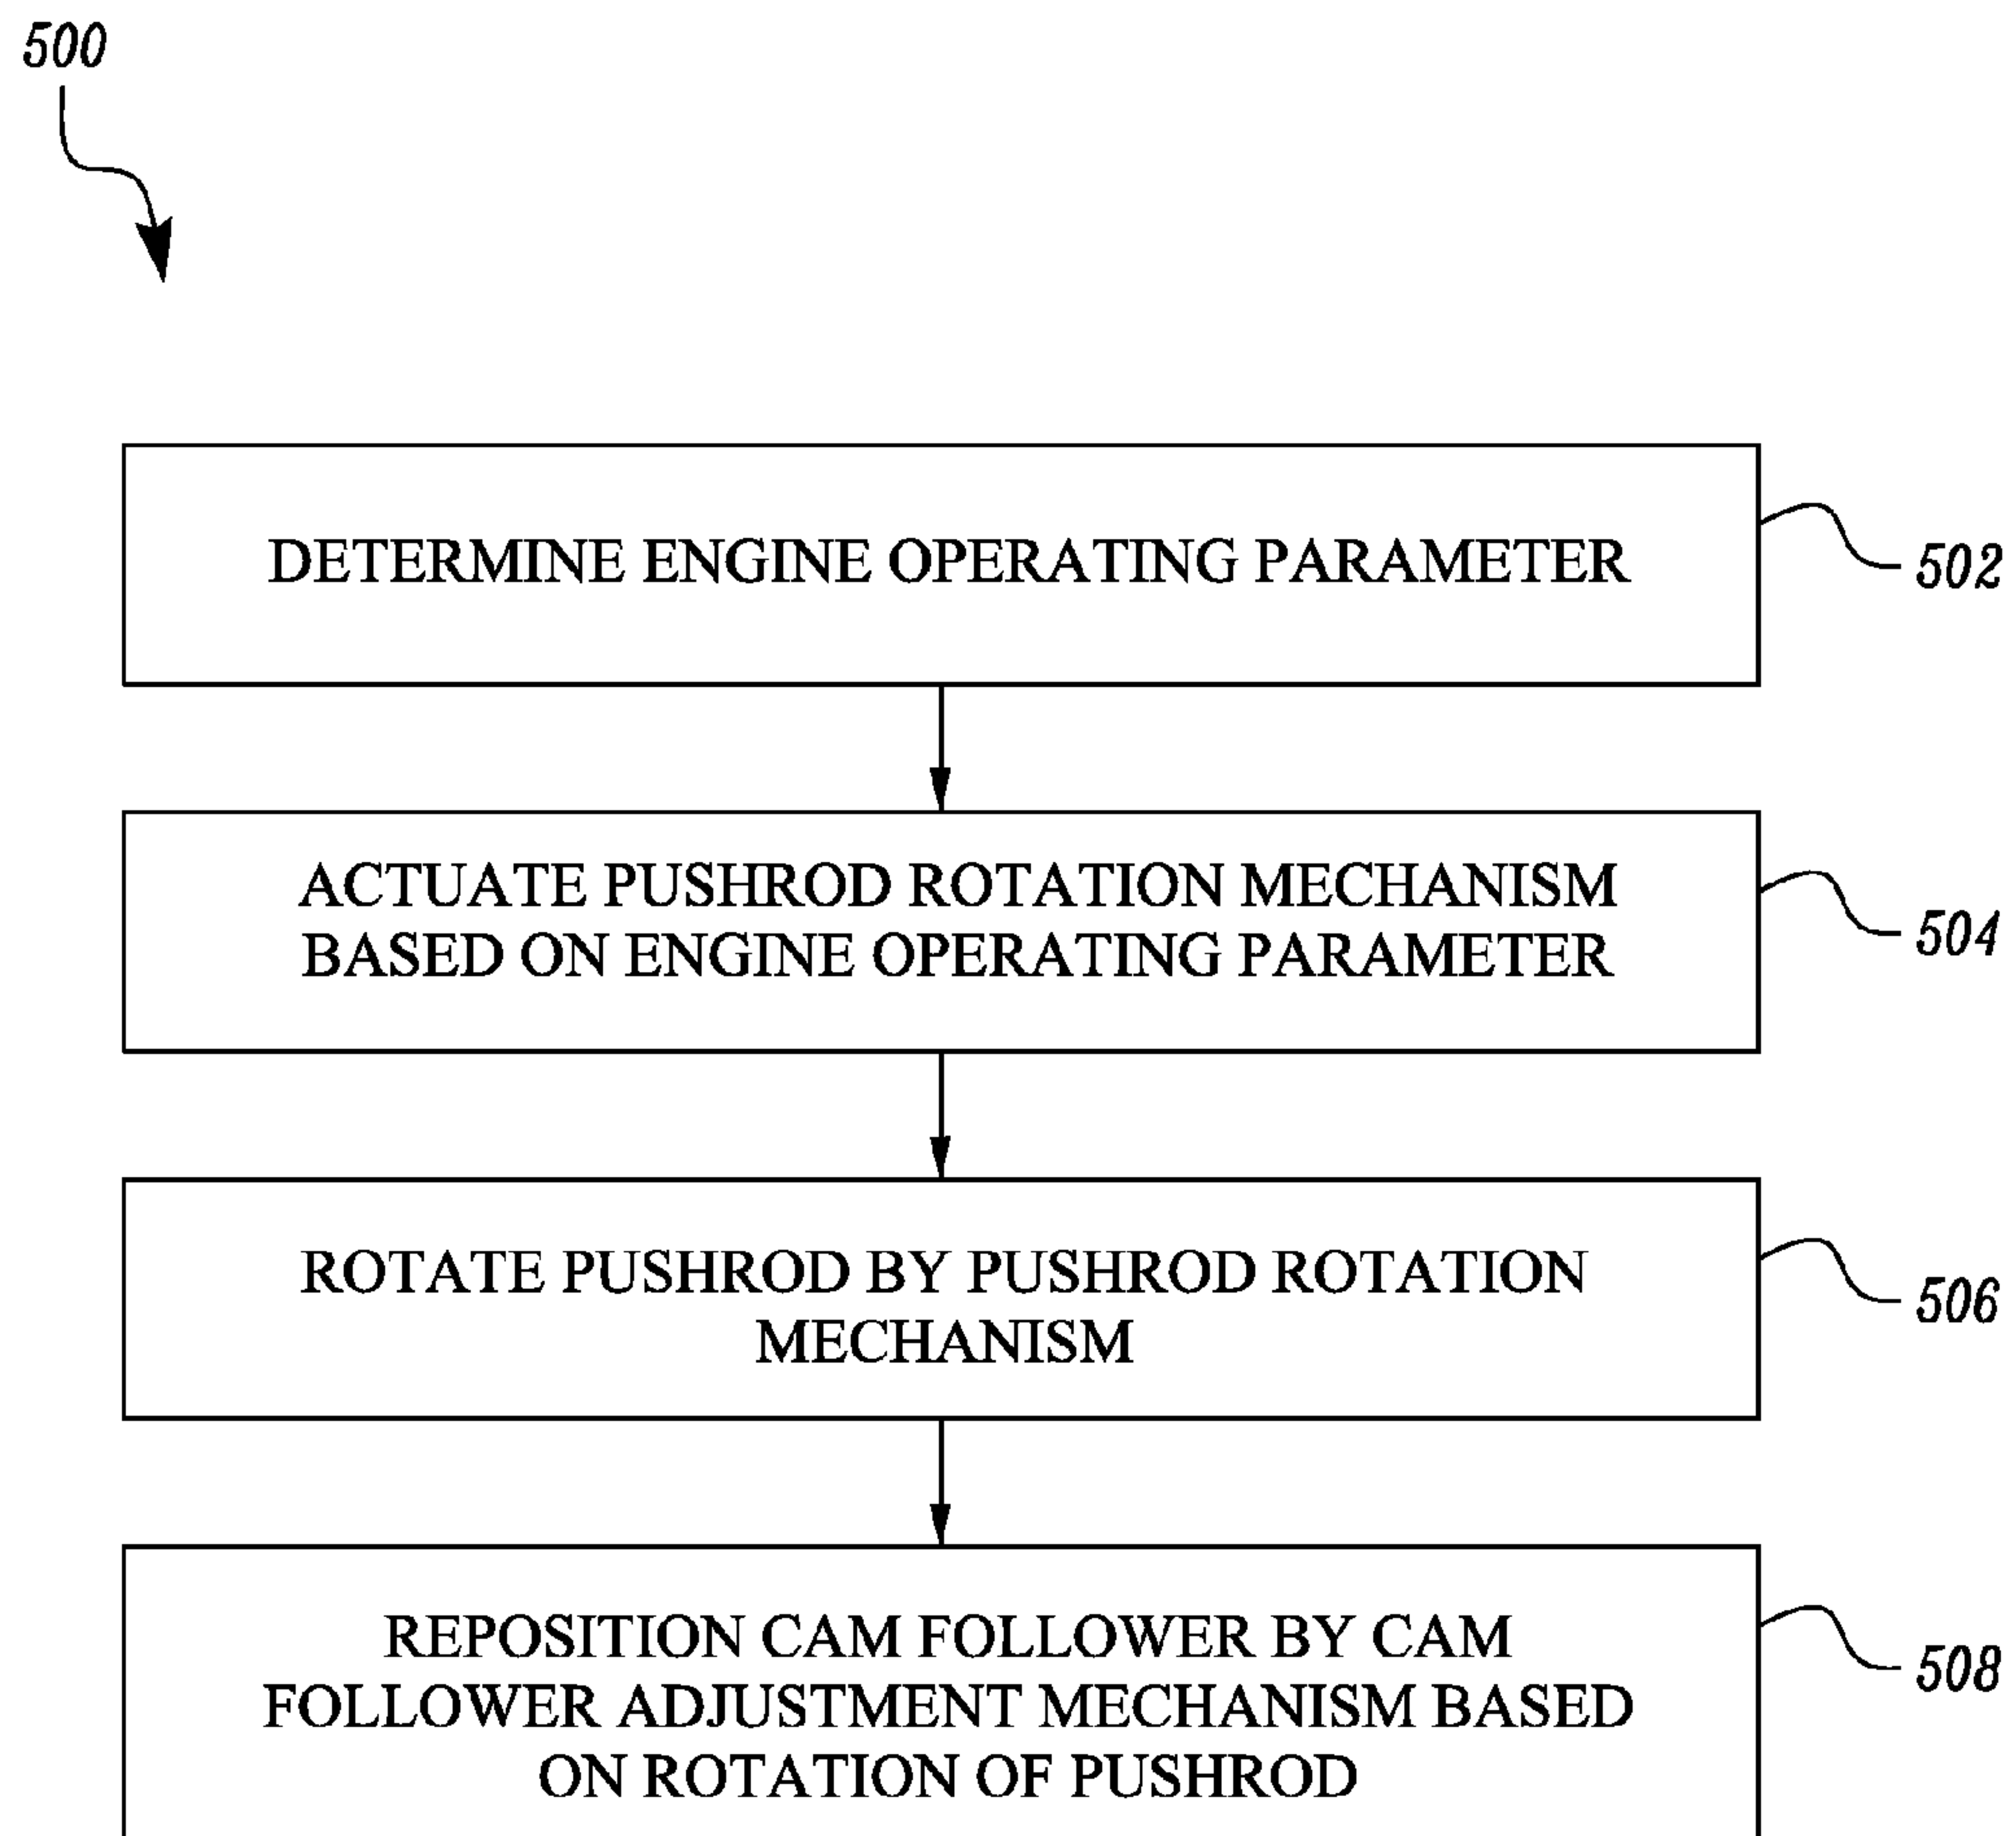 500
DETERMINE ENGINE OPERATING PARAMETER
502
ACTUATE PUSHROD ROTATION MECHANISM
BASED ON ENGINE OPERATING PARAMETER
504
ROTATE PUSHROD BY PUSHROD ROTATION
MECHANISM
506
REPOSITION CAM FOLLOWER BY CAM
FOLLOWER ADJUSTMENT MECHANISM BASED
ON ROTATION OF PUSHROD
508